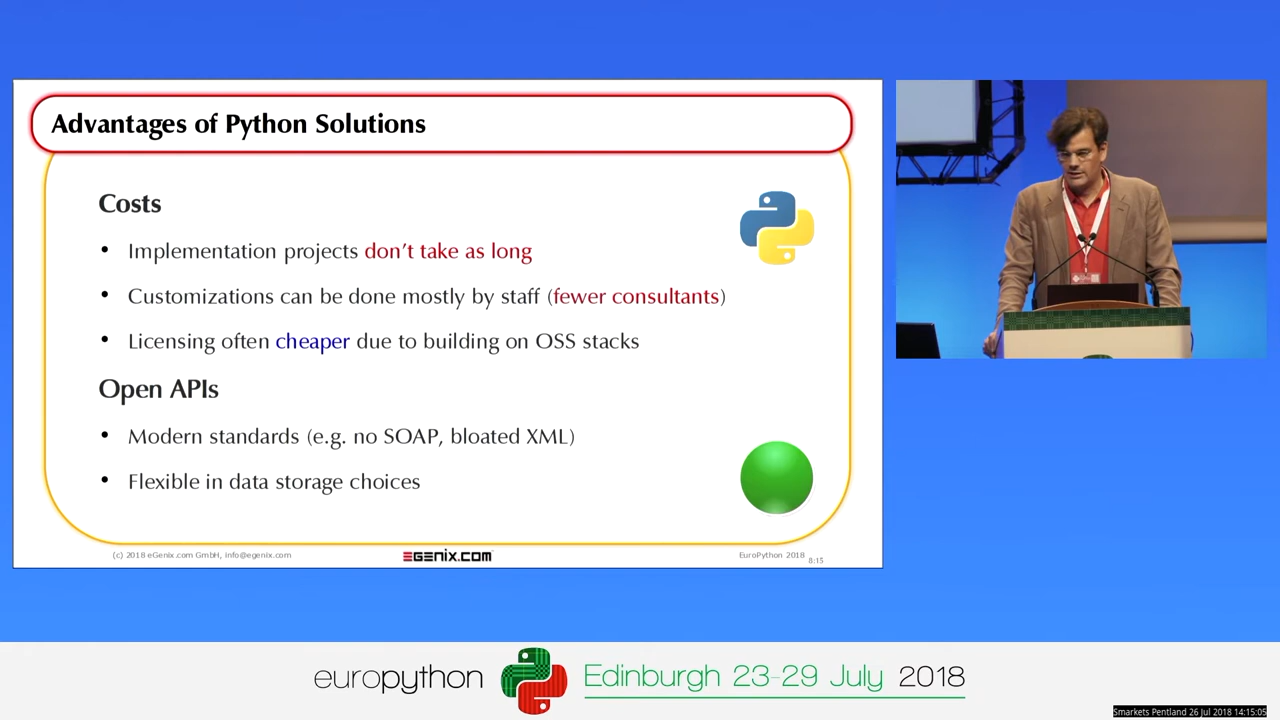 Advantages of Python Solutions
Costs
• Implementation projects don't take as long
• Customizations can be done mostly by staff (fewer consultants)
• Licensing often cheaper due to building on OSS stacks
Open APIs
• Modern standards (e.g. no SOAP, bloated XML)
• Flexible in data storage choices
(c) 2018 eGenix.com GmbH, info@egenix.com
EGENIX.COM
EuroPython 2018
8:15
europython
Edinburgh 23-29 July 2018
Smarkets Pentland 26 Jul 2018 14:15:05